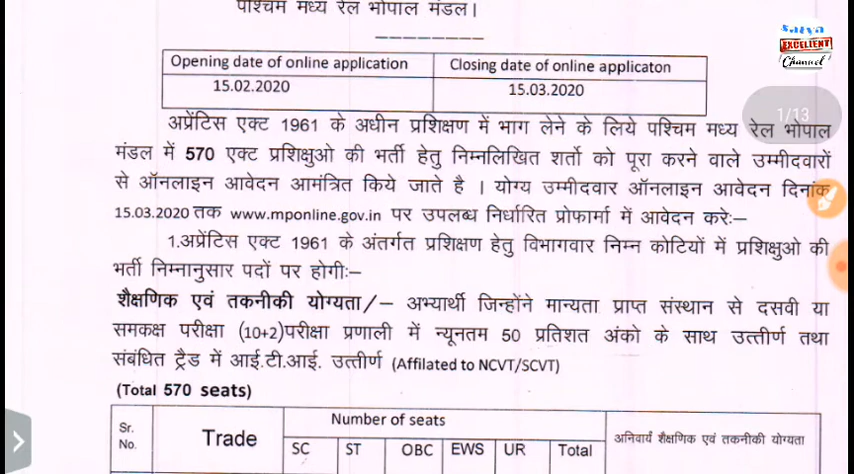 पश्चिम मध्य रेल भोपाल मंडल।
Satya
EXCELLENT
Channel
Opening date of online application
Closing date of online applicaton
15.02.2020
15.03.2020
1/13
अप्रेंटिस एक्ट 1961 के अधीन प्रशिक्षण में भाग लेने के लिये पश्चिम मध्य रेल भोपाल
मंडल में 570 एक्ट प्रशिक्षुओ की भर्ती हेतु निम्नलिखित शर्तो को पूरा करने वाले उम्मीदवारों
से ऑनलाइन आवेदन आमंत्रित किये जाते है । योग्य उम्मीदवार ऑनलाइन आवेदन दिनांक
15.03.2020 तक www.mponline.gov.in पर उपलब्ध निर्धारित प्रोफार्मा में आवेदन करेः—
1.अप्रेंटिस एक्ट 1961 के अंतर्गत प्रशिक्षण हेतु विभागवार निम्न कोटियों में प्रशिक्षुओ की
भर्ती निम्नानुसार पदों पर होगीः—
शैक्षणिक एवं तकनीकी योग्यता/— अभ्यार्थी जिन्होंने मान्यता प्राप्त संस्थान से दसवी या
समकक्ष परीक्षा (10+2)परीक्षा प्रणाली में न्यूनतम 50 प्रतिशत अंको के साथ उत्तीर्ण तथा
संबंधित ट्रैड में आई.टी.आई. उत्तीर्ण (Affilated to NCVT/SCVT)
(Total 570 seats)
Sr. No.
Trade
Number of seats
SC ST OBC EWS UR Total
अनिवार्य शैक्षणिक एवं तकनीकी योग्यता